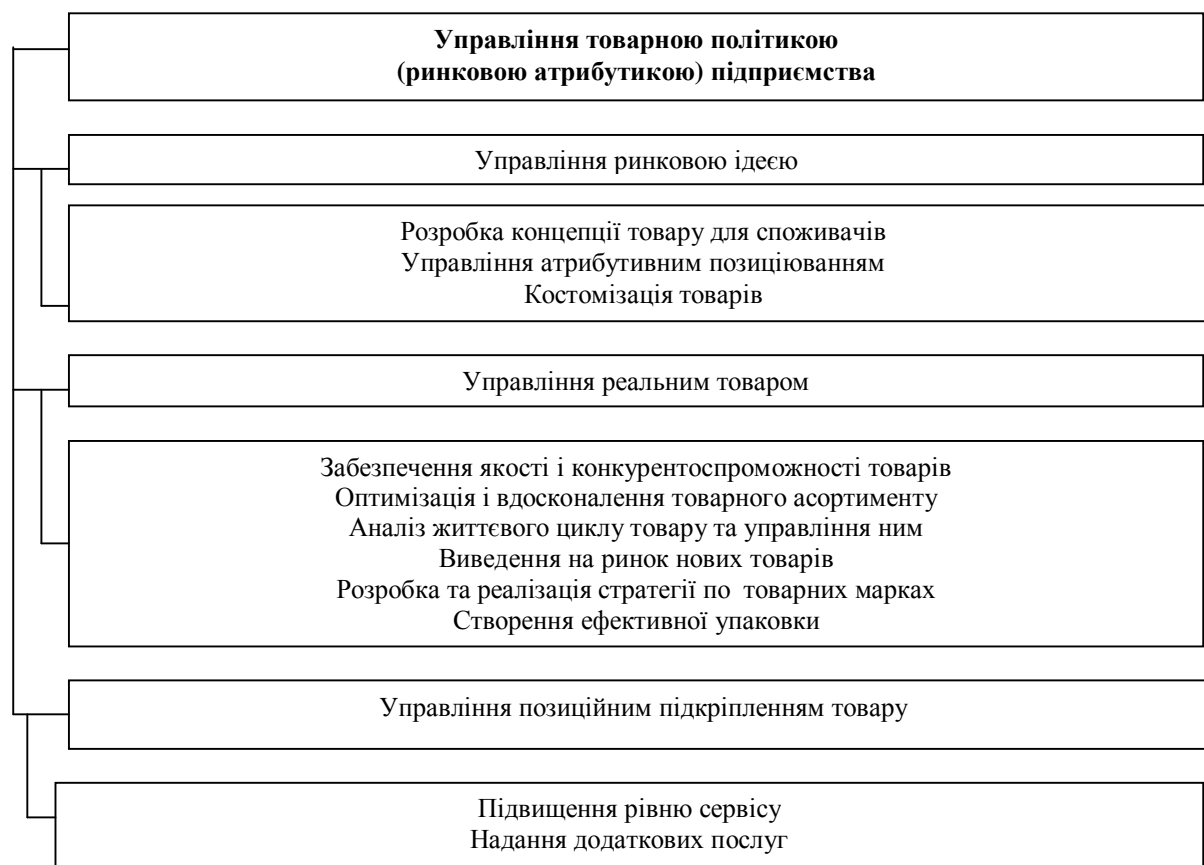 Управління товарною політикою
(ринковою атрибутикою) підприємства
Управління ринковою ідеєю
Розробка концепції товару для споживачів
Управління атрибутивним позиціюванням
Костомізація товарів
Управління реальним товаром
Забезпечення якості і конкурентоспроможності товарів
Оптимізація і вдосконалення товарного асортименту
Аналіз життєвого циклу товару та управління ним
Виведення на ринок нових товарів
Розробка та реалізація стратегії по товарних марках
Створення ефективної упаковки
Управління позиційним підкріпленням товару
Підвищення рівню сервісу
Надання додаткових послуг